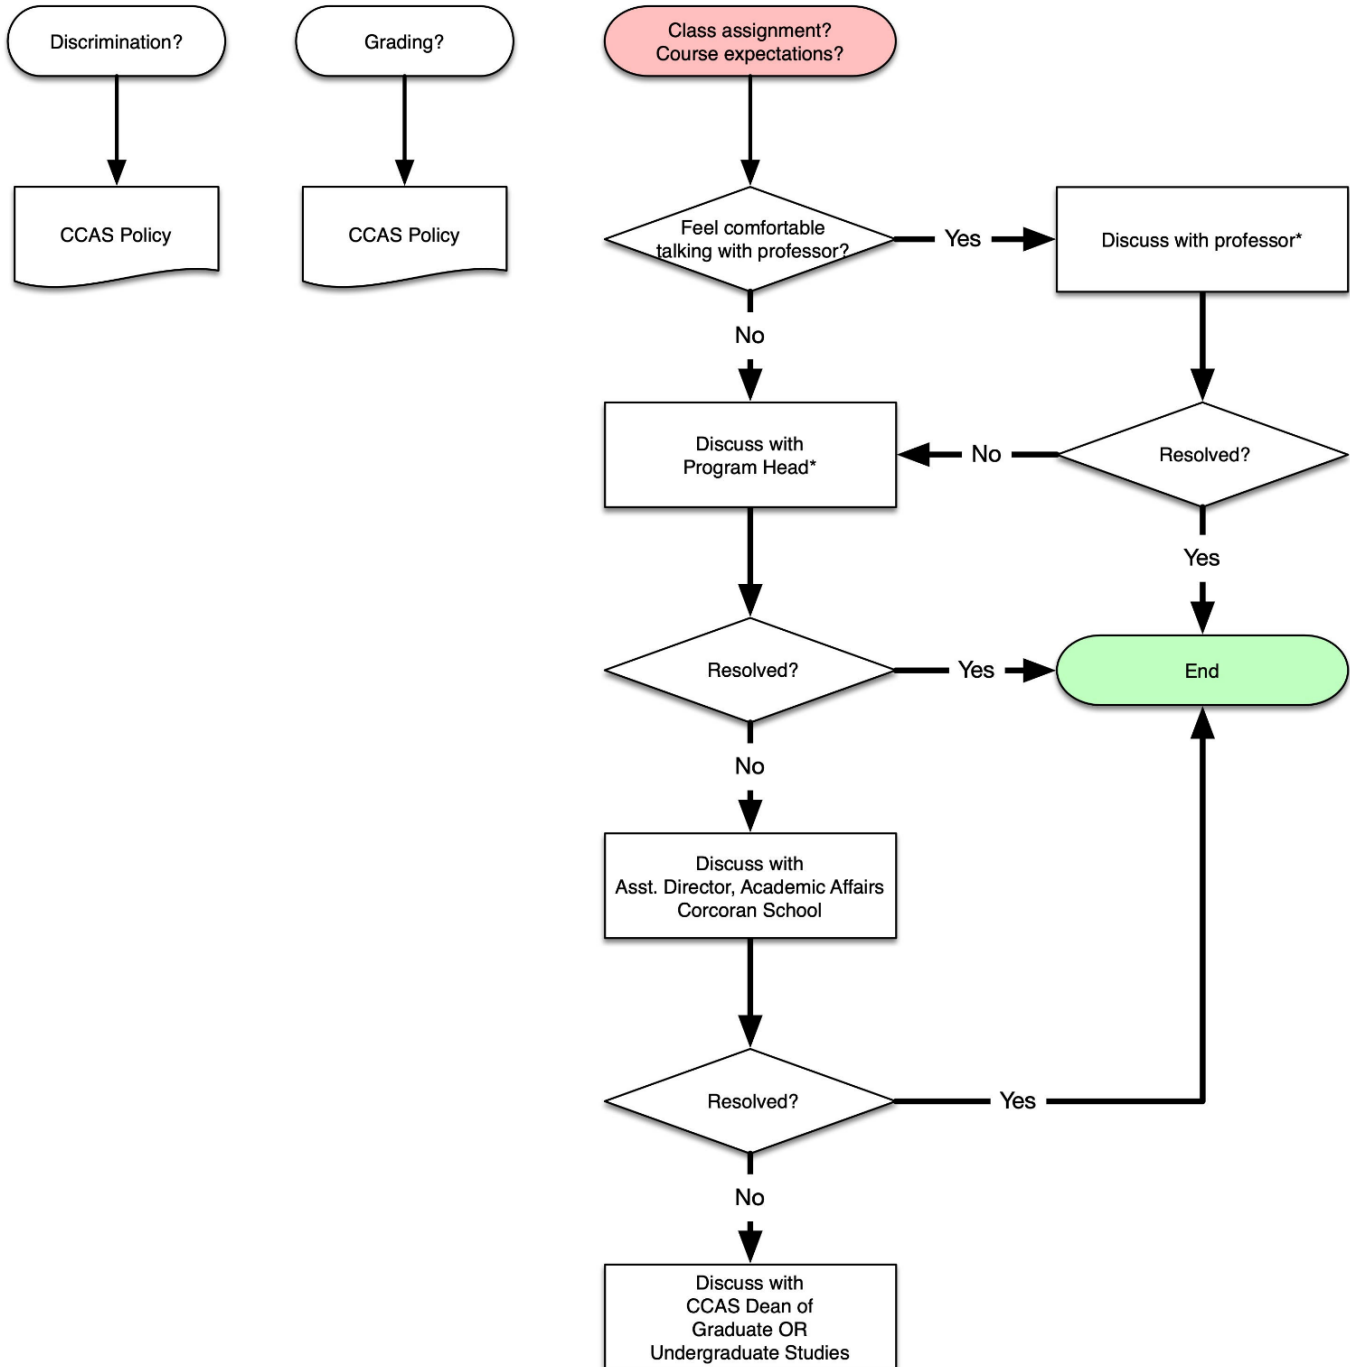 Discrimination?
Grading?
Class assignment?
Course expectations?
CCAS Policy
CCAS Policy
Feel comfortable
talking with professor?
Yes
Discuss with professor*
No
Discuss with
Program Head*
No
Resolved?
Yes
Resolved?
Yes
End
No
Discuss with
Asst. Director, Academic Affairs
Corcoran School
Resolved?
Yes
No
Discuss with
CCAS Dean of
Graduate OR
Undergraduate Studies